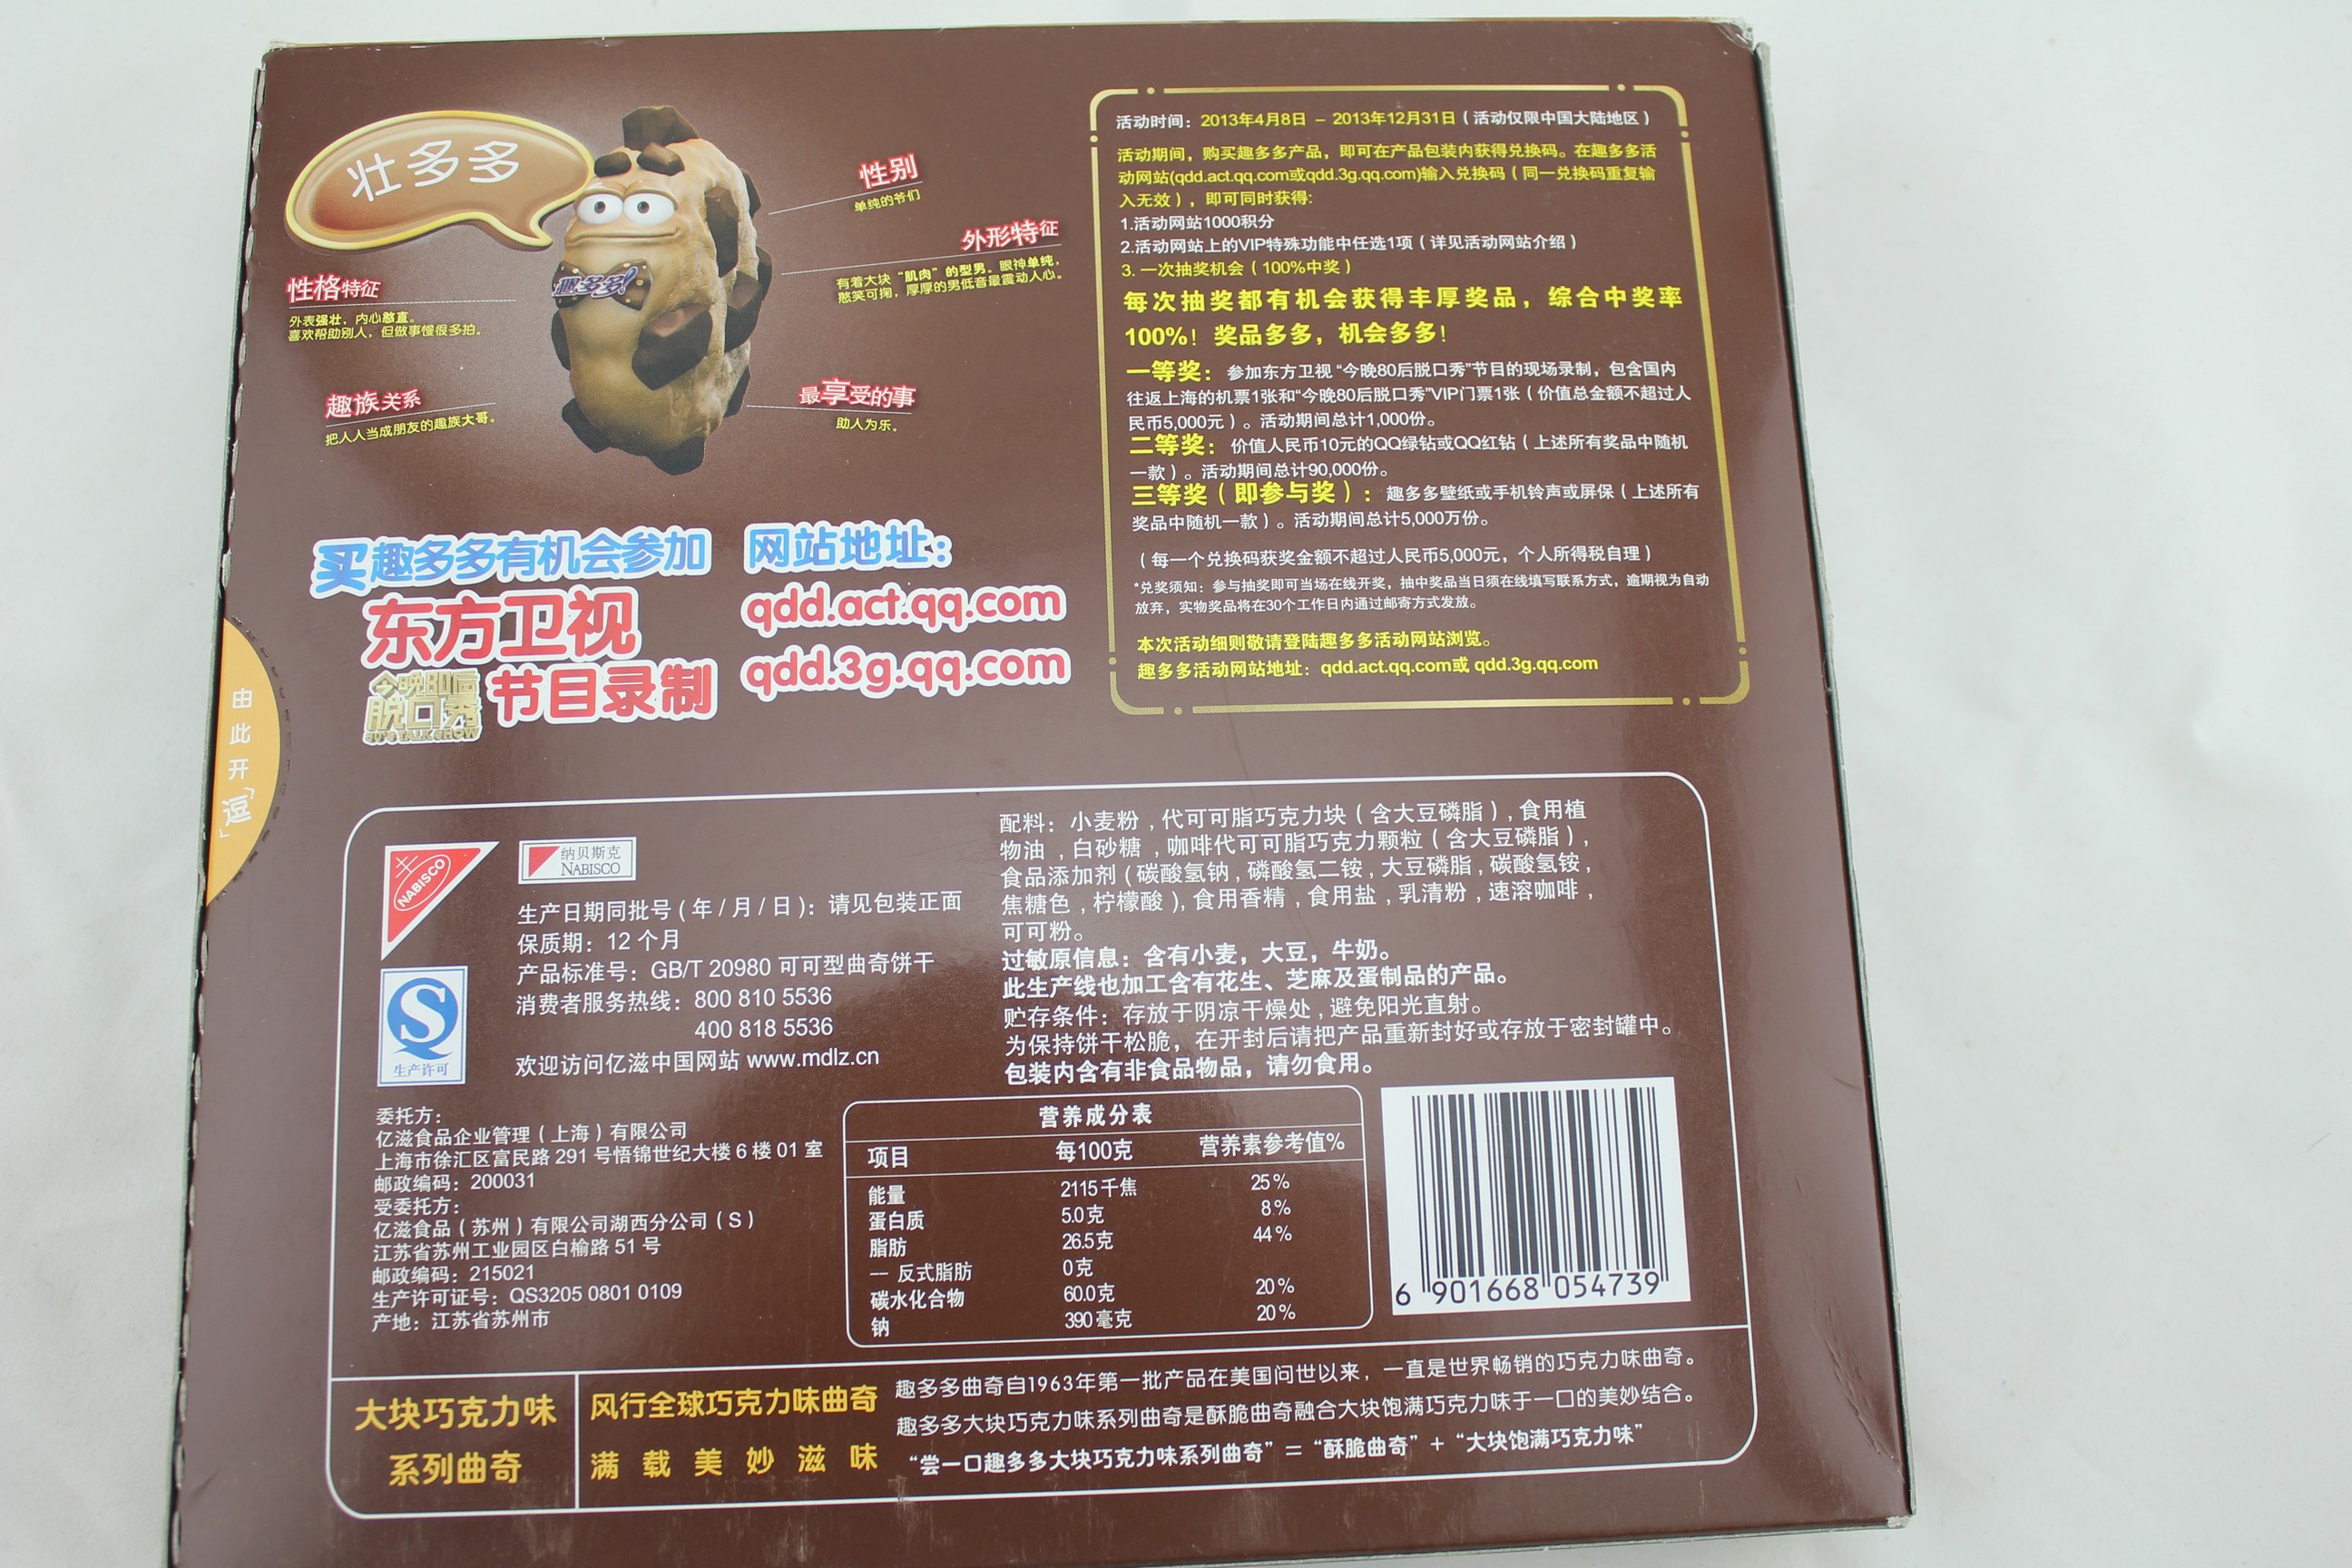 壮多多
性别
单纯的爷们
外形特征
有着大块“肌肉”的型男。眼神单纯，
憨笑可掬，厚厚的男低音最震动人心。
性格特征
外表强壮，内心憨直。
喜欢帮助别人，但做事慢很多拍。
趣多多!
趣族关系
把人人当成朋友的趣族大哥。
最享受的事
助人为乐。
买趣多多有机会参加
东方卫视
今晚80后
脱口秀
80'S TALK SHOW
节目录制
网站地址：
qdd.act.qq.com
qdd.3g.qq.com
由此开「逗」
活动时间：2013年4月8日 – 2013年12月31日（活动仅限中国大陆地区）
活动期间，购买趣多多产品，即可在产品包装内获得兑换码。在趣多多活
动网站(qdd.act.qq.com或qdd.3g.qq.com)输入兑换码（同一兑换码重复输
入无效），即可同时获得:
1.活动网站1000积分
2.活动网站上的VIP特殊功能中任选1项（详见活动网站介绍）
3. 一次抽奖机会（100%中奖）
每次抽奖都有机会获得丰厚奖品，综合中奖率
100%！奖品多多，机会多多！
一等奖：参加东方卫视“今晚80后脱口秀”节目的现场录制，包含国内
往返上海的机票1张和“今晚80后脱口秀”VIP门票1张（价值总金额不超过人
民币5,000元）。活动期间总计1,000份。
二等奖：价值人民币10元的QQ绿钻或QQ红钻（上述所有奖品中随机
一款）。活动期间总计90,000份。
三等奖（即参与奖）：趣多多壁纸或手机铃声或屏保（上述所有
奖品中随机一款）。活动期间总计5,000万份。
（每一个兑换码获奖金额不超过人民币5,000元，个人所得税自理）
*兑奖须知：参与抽奖即可当场在线开奖，抽中奖品当日须在线填写联系方式，逾期视为自动
放弃，实物奖品将在30个工作日内通过邮寄方式发放。
本次活动细则敬请登陆趣多多活动网站浏览。
趣多多活动网站地址：qdd.act.qq.com或 qdd.3g.qq.com
NABISCO
纳贝斯克
NABISCO
生产日期同批号 ( 年 / 月 / 日 )：请见包装正面
保质期：12 个月
产品标准号：GB/T 20980 可可型曲奇饼干
消费者服务热线：800 810 5536
400 818 5536
欢迎访问亿滋中国网站 www.mdlz.cn
生产许可
配料：小麦粉 , 代可可脂巧克力块（含大豆磷脂）, 食用植
物油 , 白砂糖 , 咖啡代可可脂巧克力颗粒（含大豆磷脂）,
食品添加剂 ( 碳酸氢钠 , 磷酸氢二铵 , 大豆磷脂 , 碳酸氢铵 ,
焦糖色 , 柠檬酸 ), 食用香精 , 食用盐 , 乳清粉 , 速溶咖啡 ,
可可粉。
过敏原信息：含有小麦，大豆，牛奶。
此生产线也加工含有花生、芝麻及蛋制品的产品。
贮存条件：存放于阴凉干燥处 , 避免阳光直射。
为保持饼干松脆，在开封后请把产品重新封好或存放于密封罐中。
包装内含有非食品物品，请勿食用。
委托方：
亿滋食品企业管理（上海）有限公司
上海市徐汇区富民路 291 号悟锦世纪大楼 6 楼 01 室
邮政编码：200031
受委托方：
亿滋食品（苏州）有限公司湖西分公司（S）
江苏省苏州工业园区白榆路 51 号
邮政编码：215021
生产许可证号：QS3205 0801 0109
产地：江苏省苏州市
营养成分表
项目 每100克 营养素参考值%
能量 2115千焦 25%
蛋白质 5.0克 8%
脂肪 26.5克 44%
— 反式脂肪 0克
碳水化合物 60.0克 20%
钠 390毫克 20%
6 901668 054739
大块巧克力味
系列曲奇
风行全球巧克力味曲奇
满载美妙滋味
趣多多曲奇自1963年第一批产品在美国问世以来，一直是世界畅销的巧克力味曲奇。
趣多多大块巧克力味系列曲奇是酥脆曲奇融合大块饱满巧克力味于一口的美妙结合。
“尝一口趣多多大块巧克力味系列曲奇” = “酥脆曲奇” + “大块饱满巧克力味”